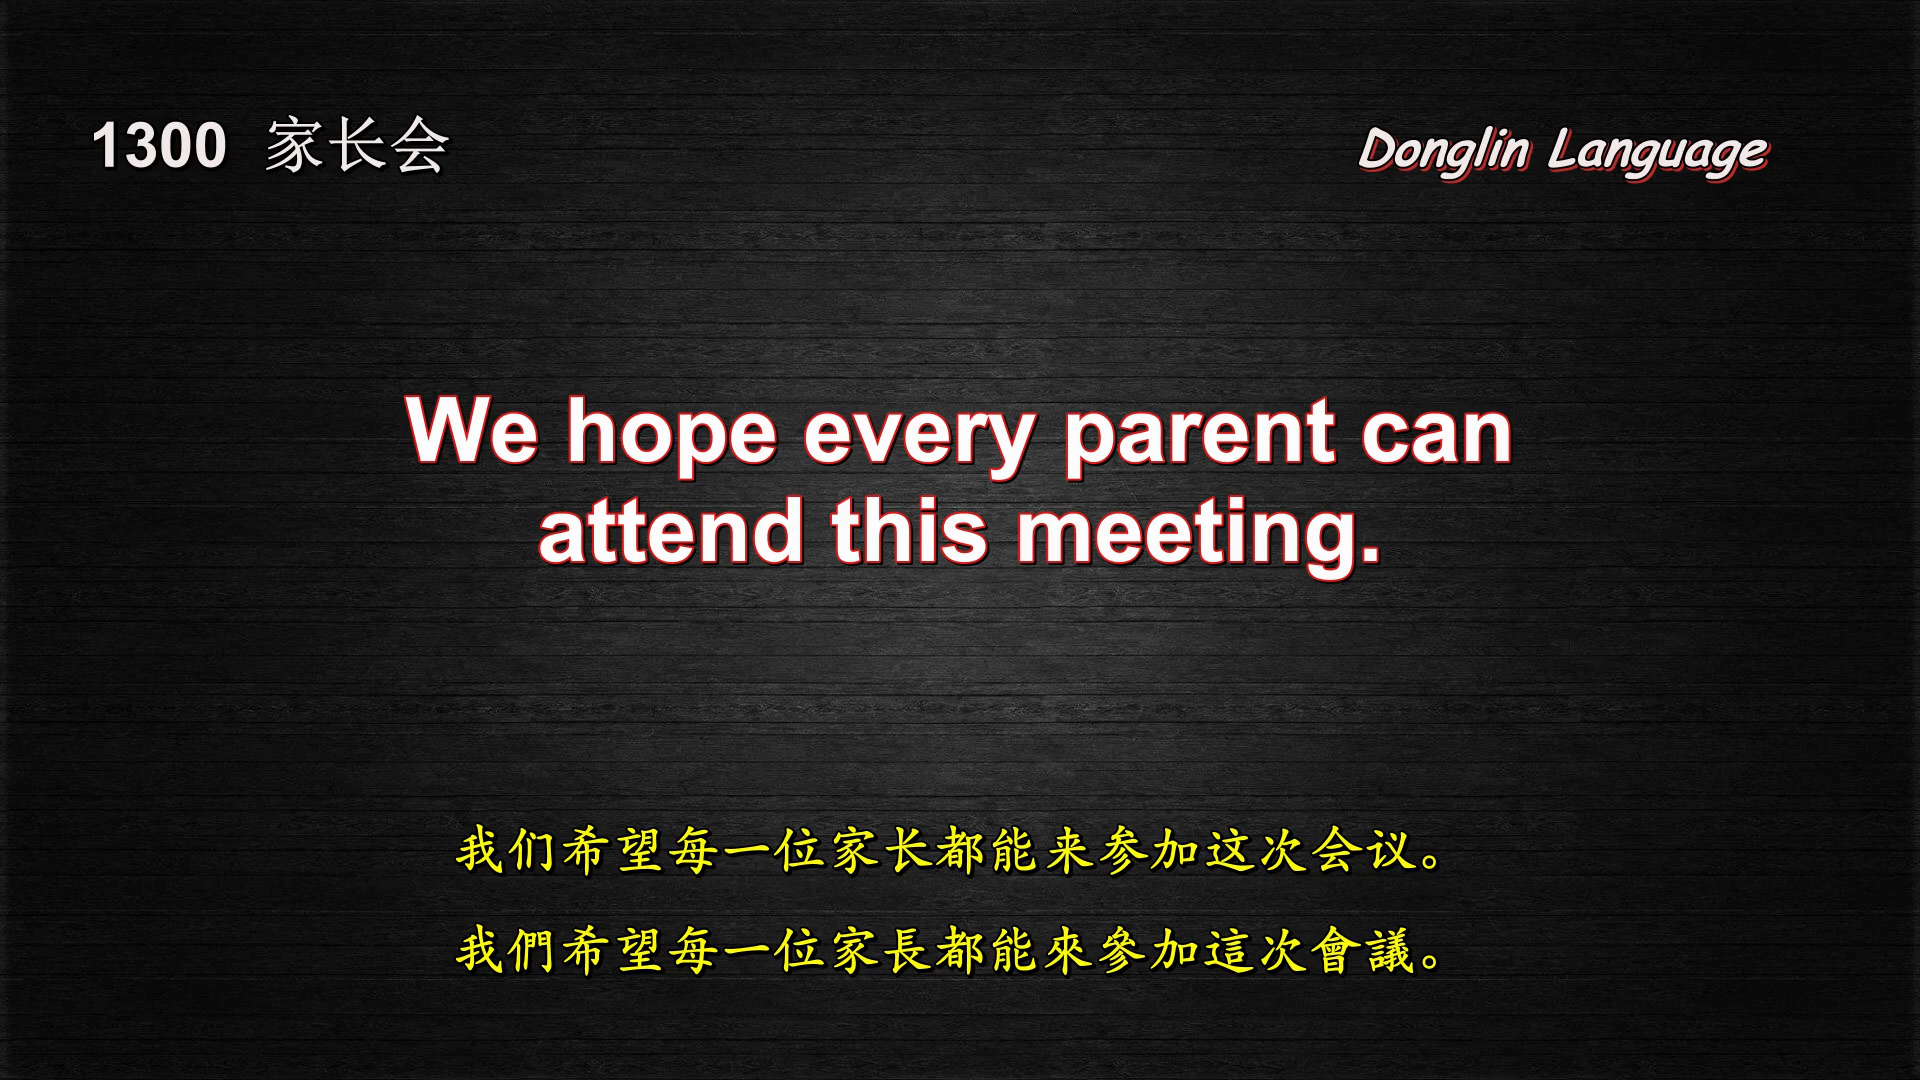 1300 家长会
Donglin Language
We hope every parent can
attend this meeting.
我们希望每一位家长都能来参加这次会议。
我們希望每一位家長都能來參加這次會議。